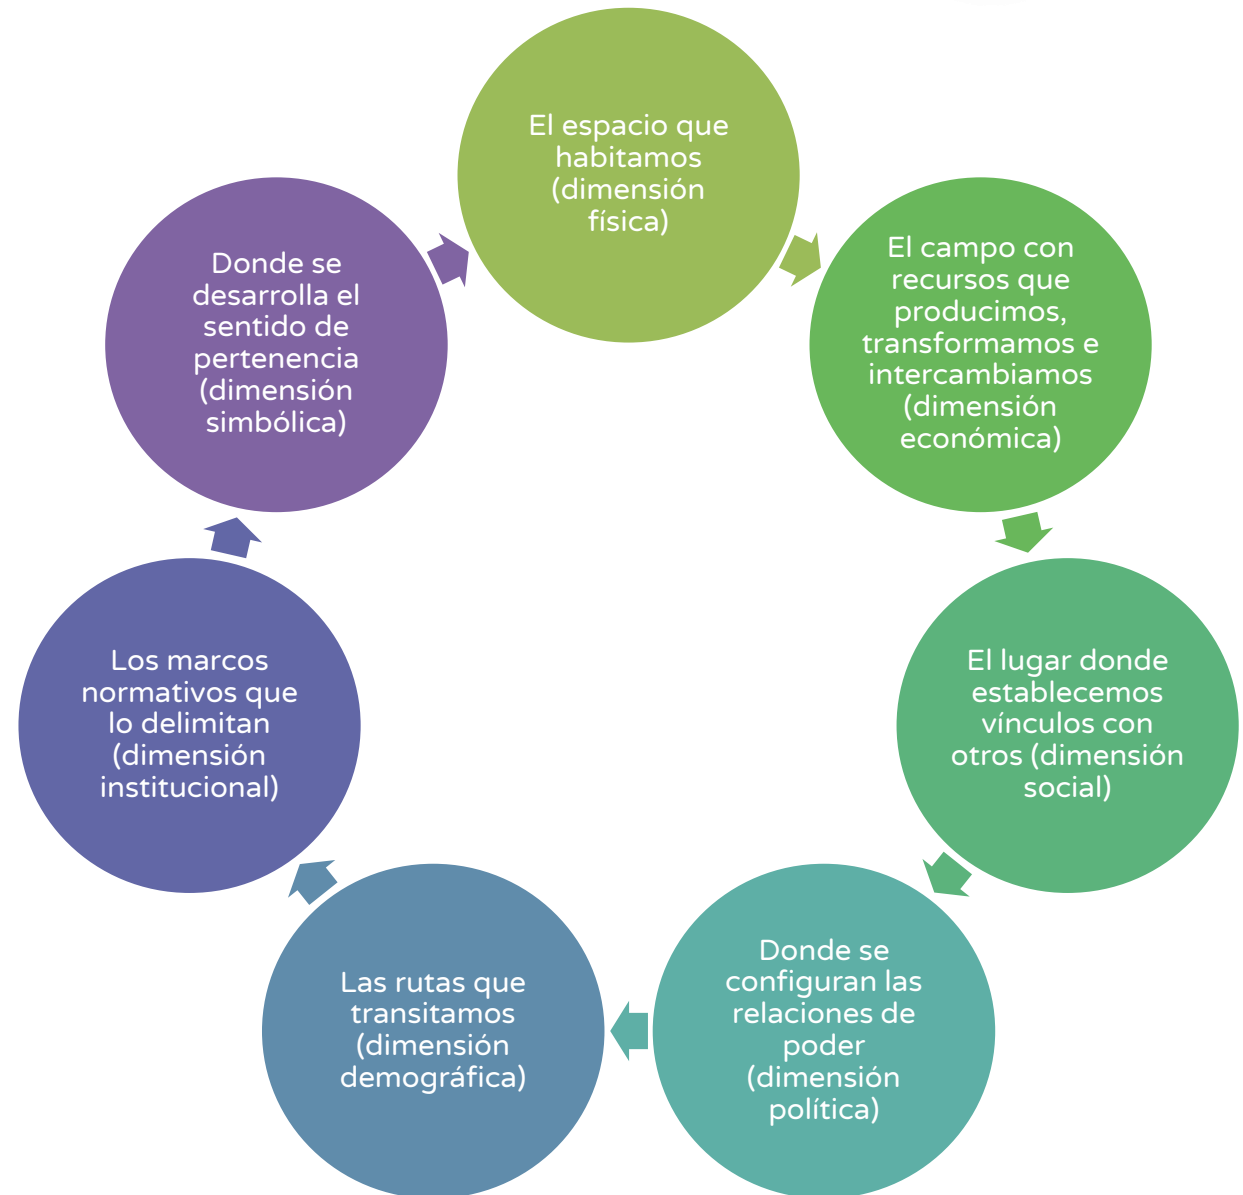 El espacio que
habitamos
(dimensión
física)
El campo con
recursos que
producimos,
transformamos e
intercambiamos
(dimensión
económica)
El lugar donde
establecemos
vínculos con
otros (dimensión
social)
Donde se
configuran las
relaciones de
poder
(dimensión
política)
Las rutas que
transitamos
(dimensión
demográfica)
Los marcos
normativos que
lo delimitan
(dimensión
institucional)
Donde se
desarrolla el
sentido de
pertenencia
(dimensión
simbólica)